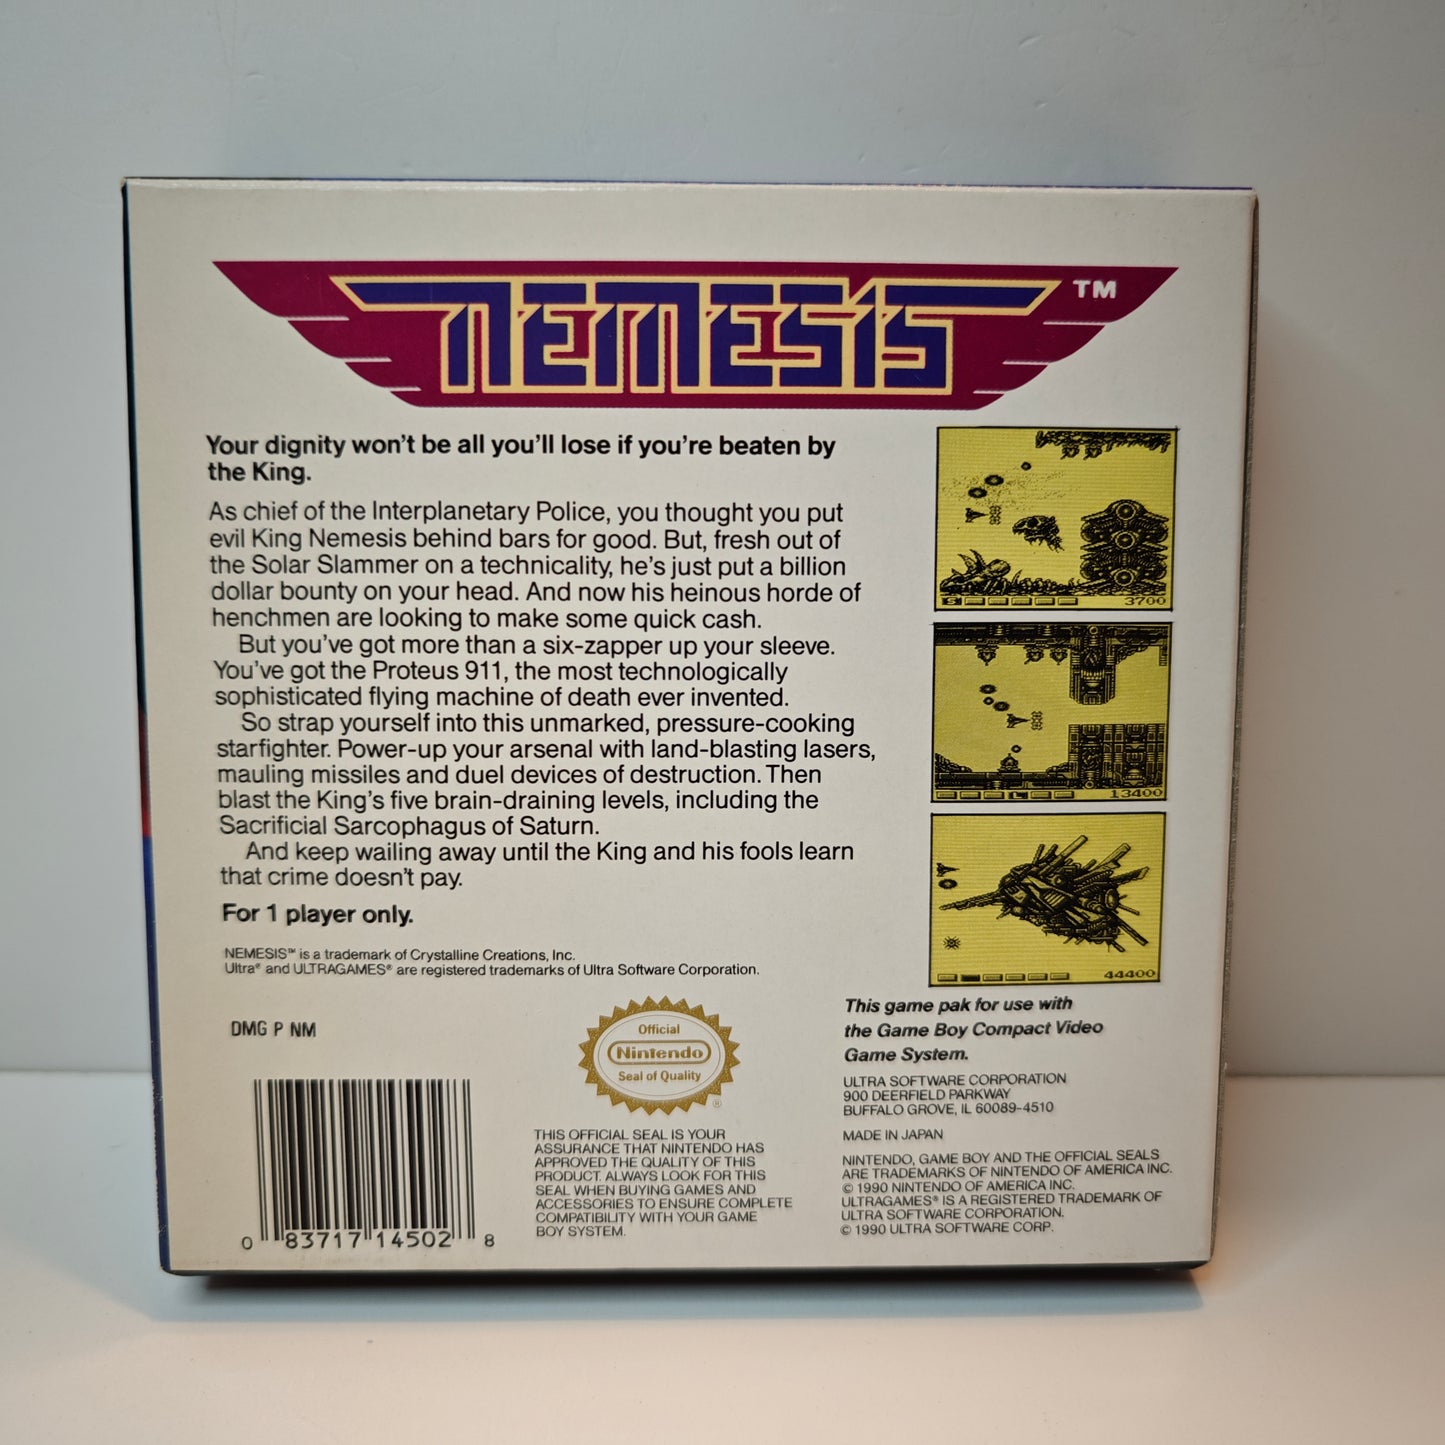 NEMESIS™
Your dignity won't be all you'll lose if you're beaten by
the King.
As chief of the Interplanetary Police, you thought you put
evil King Nemesis behind bars for good. But, fresh out of
the Solar Slammer on a technicality, he's just put a billion
dollar bounty on your head. And now his heinous horde of
henchmen are looking to make some quick cash.
But you've got more than a six-zapper up your sleeve.
You've got the Proteus 911, the most technologically
sophisticated flying machine of death ever invented.
So strap yourself into this unmarked, pressure-cooking
starfighter. Power-up your arsenal with land-blasting lasers,
mauling missiles and duel devices of destruction. Then
blast the King's five brain-draining levels, including the
Sacrificial Sarcophagus of Saturn.
And keep wailing away until the King and his fools learn
that crime doesn't pay.
For 1 player only.
NEMESIS™ is a trademark of Crystalline Creations, Inc.
Ultra® and ULTRAGAMES® are registered trademarks of Ultra Software Corporation.
DMG P NM
0 83717 14502 8
Official
Nintendo
Seal of Quality
®
THIS OFFICIAL SEAL IS YOUR
ASSURANCE THAT NINTENDO HAS
APPROVED THE QUALITY OF THIS
PRODUCT. ALWAYS LOOK FOR THIS
SEAL WHEN BUYING GAMES AND
ACCESSORIES TO ENSURE COMPLETE
COMPATIBILITY WITH YOUR GAME
BOY SYSTEM.
S 3700
L 13400
44400
This game pak for use with
the Game Boy Compact Video
Game System.
ULTRA SOFTWARE CORPORATION
900 DEERFIELD PARKWAY
BUFFALO GROVE, IL 60089-4510
MADE IN JAPAN
NINTENDO, GAME BOY AND THE OFFICIAL SEALS
ARE TRADEMARKS OF NINTENDO OF AMERICA INC.
© 1990 NINTENDO OF AMERICA INC.
ULTRAGAMES® IS A REGISTERED TRADEMARK OF
ULTRA SOFTWARE CORPORATION.
© 1990 ULTRA SOFTWARE CORP.